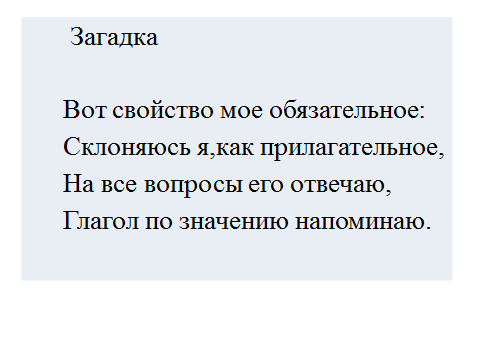 Загадка
Вот свойство мое обязательное:
Склоняюсь я,как прилагательное,
На все вопросы его отвечаю,
Глагол по значению напоминаю.